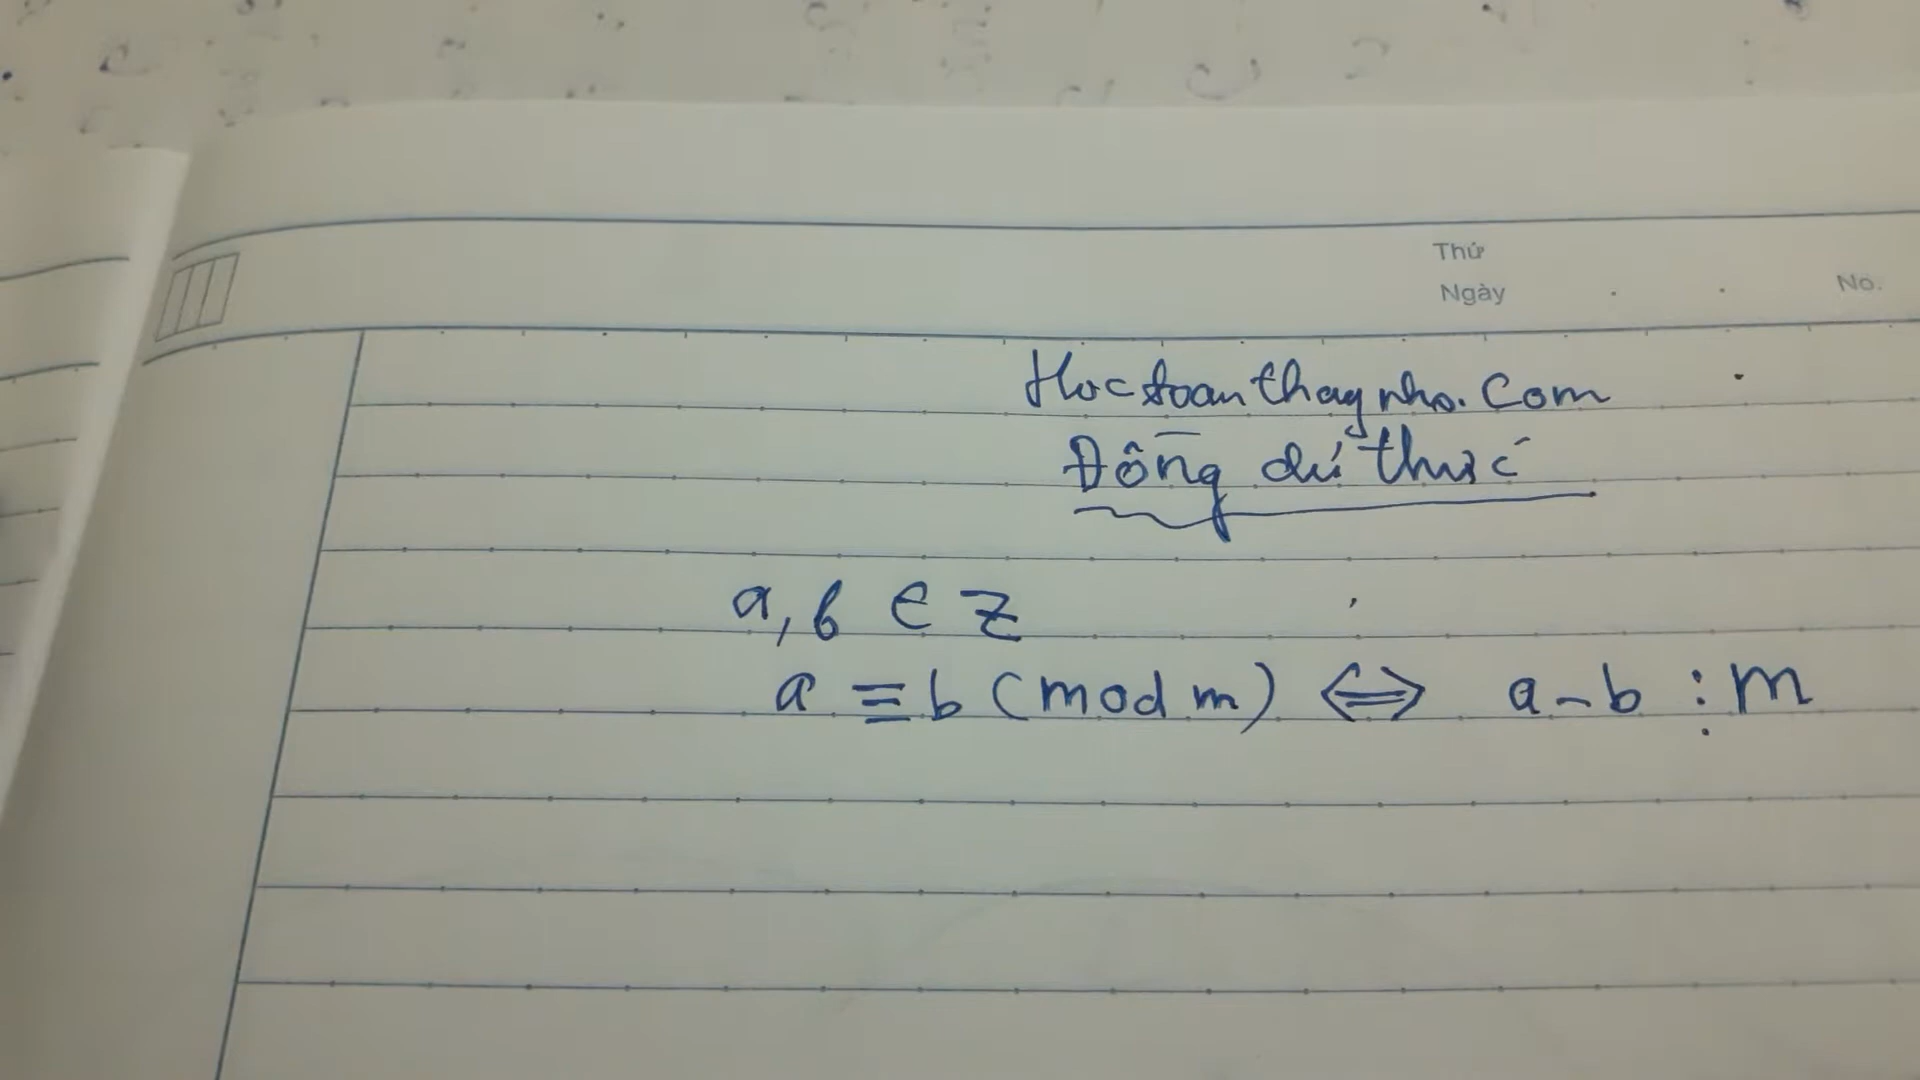 Thứ
Ngày
No.
Hoctoanthaynho.com
Đồng dư thức
a, b ∈ Z
a ≡ b (mod m) ⇔ a - b ⋮ m